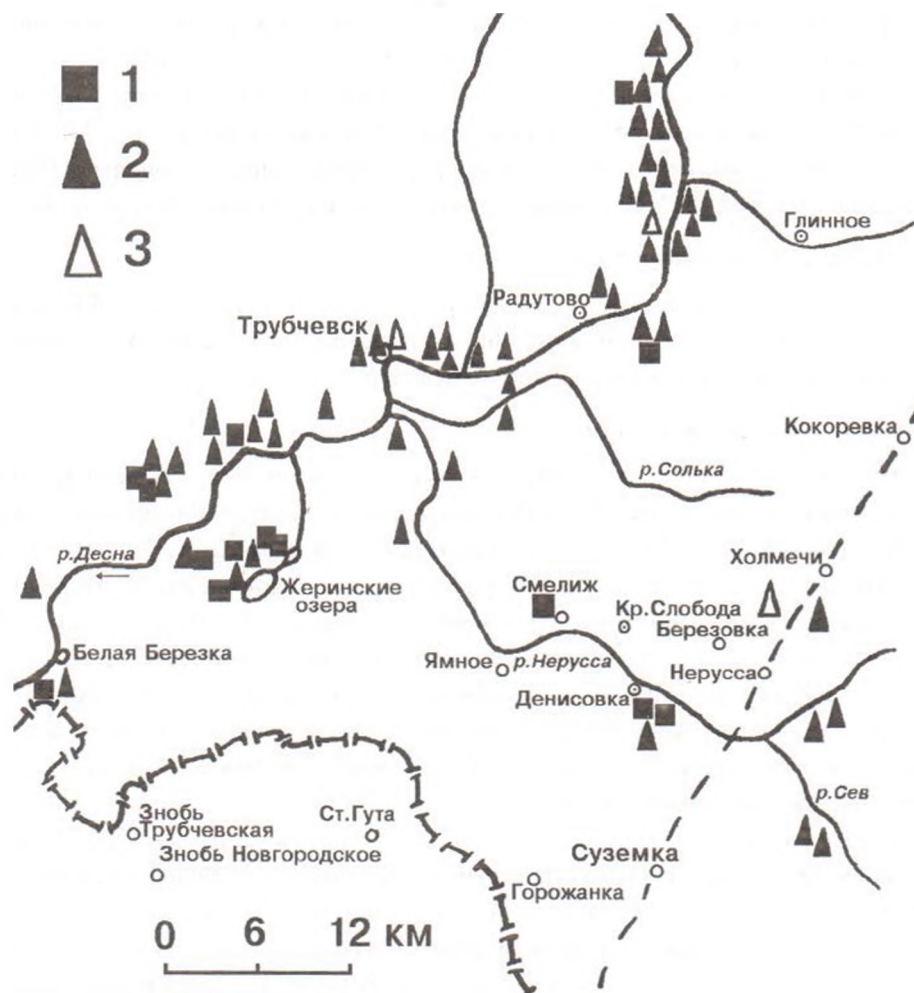 1
2
3
Глинное
Радутово
Трубчевск
Кокоревка
р.Солька
р.Десна
Холмечи
Жеринские
озера
Смелиж
Кр.Слобода
Березовка
Белая Березка
Ямное
р.Нерусса
Нерусса
Денисовка
р.Сев
Знобь
Трубчевская
Ст.Гута
Знобь Новгородское
Суземка
Горожанка
0 6 12 км